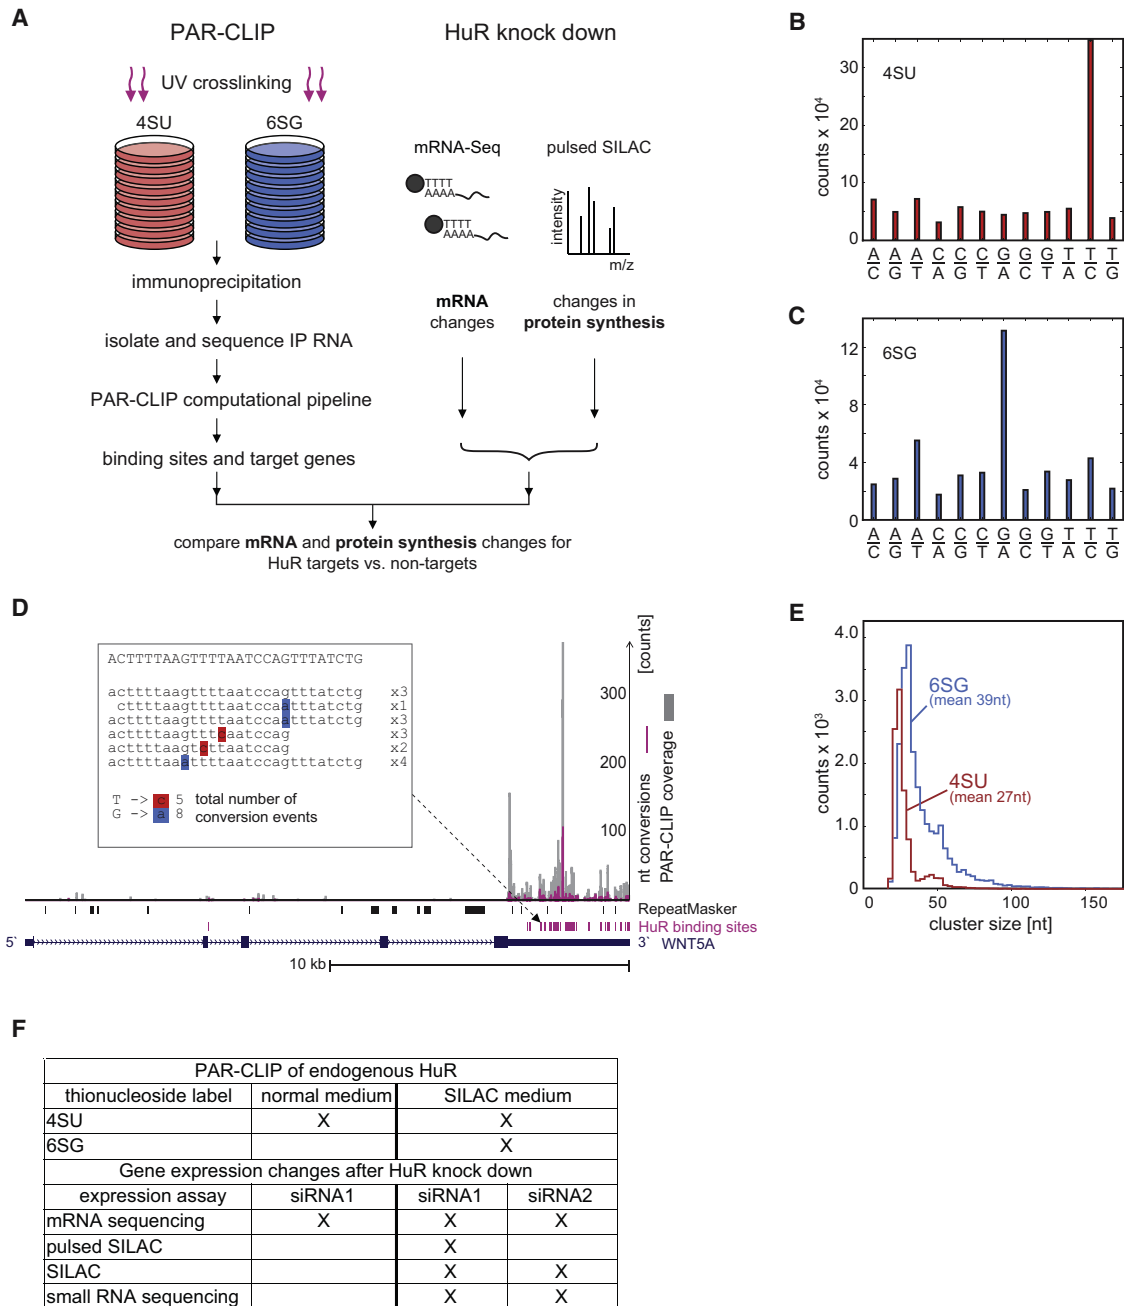 A
PAR-CLIP
HuR knock down
UV crosslinking
4SU
6SG
mRNA-Seq
pulsed SILAC
TTTT
AAAA
TTTT
AAAA
intensity
m/z
immunoprecipitation
mRNA
changes
changes in
protein synthesis
isolate and sequence IP RNA
PAR-CLIP computational pipeline
binding sites and target genes
compare mRNA and protein synthesis changes for
HuR targets vs. non-targets
B
4SU
counts x 10⁴
30
20
10
0
A A A C C C G G G T T T
C G T A G T A C T A C G
C
6SG
counts x 10⁴
12
8
4
0
A A A C C C G G G T T T
C G T A G T A C T A C G
D
ACTTTTAAGTTTTAATCCAGTTTATCTG
acttttaagttttaatccagtttatctg x3
cttttaagttttaatccaatttatctg x1
acttttaagttttaatccaatttatctg x3
acttttaagtttcaatccag x3
acttttaagtcttaatccag x2
acttttaaattttaatccagtttatctg x4
T -> c 5
G -> a 8
total number of
conversion events
300
200
100
[counts]
nt conversions
PAR-CLIP coverage
RepeatMasker
HuR binding sites
5`
3`
WNT5A
10 kb
E
counts x 10³
4.0
3.0
2.0
1.0
0
6SG
(mean 39nt)
4SU
(mean 27nt)
0 50 100 150
cluster size [nt]
F
PAR-CLIP of endogenous HuR
thionucleoside label normal medium SILAC medium
4SU X X
6SG X
Gene expression changes after HuR knock down
expression assay siRNA1 siRNA1 siRNA2
mRNA sequencing X X X
pulsed SILAC X
SILAC X X
small RNA sequencing X X